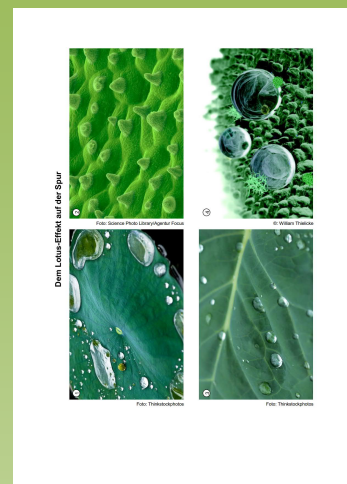 Dem Lotus-Effekt auf der Spur
Foto: Science Photo Library/Agentur Focus
©: William Thielicke
Foto: Thinkstockphotos
Foto: Thinkstockphotos